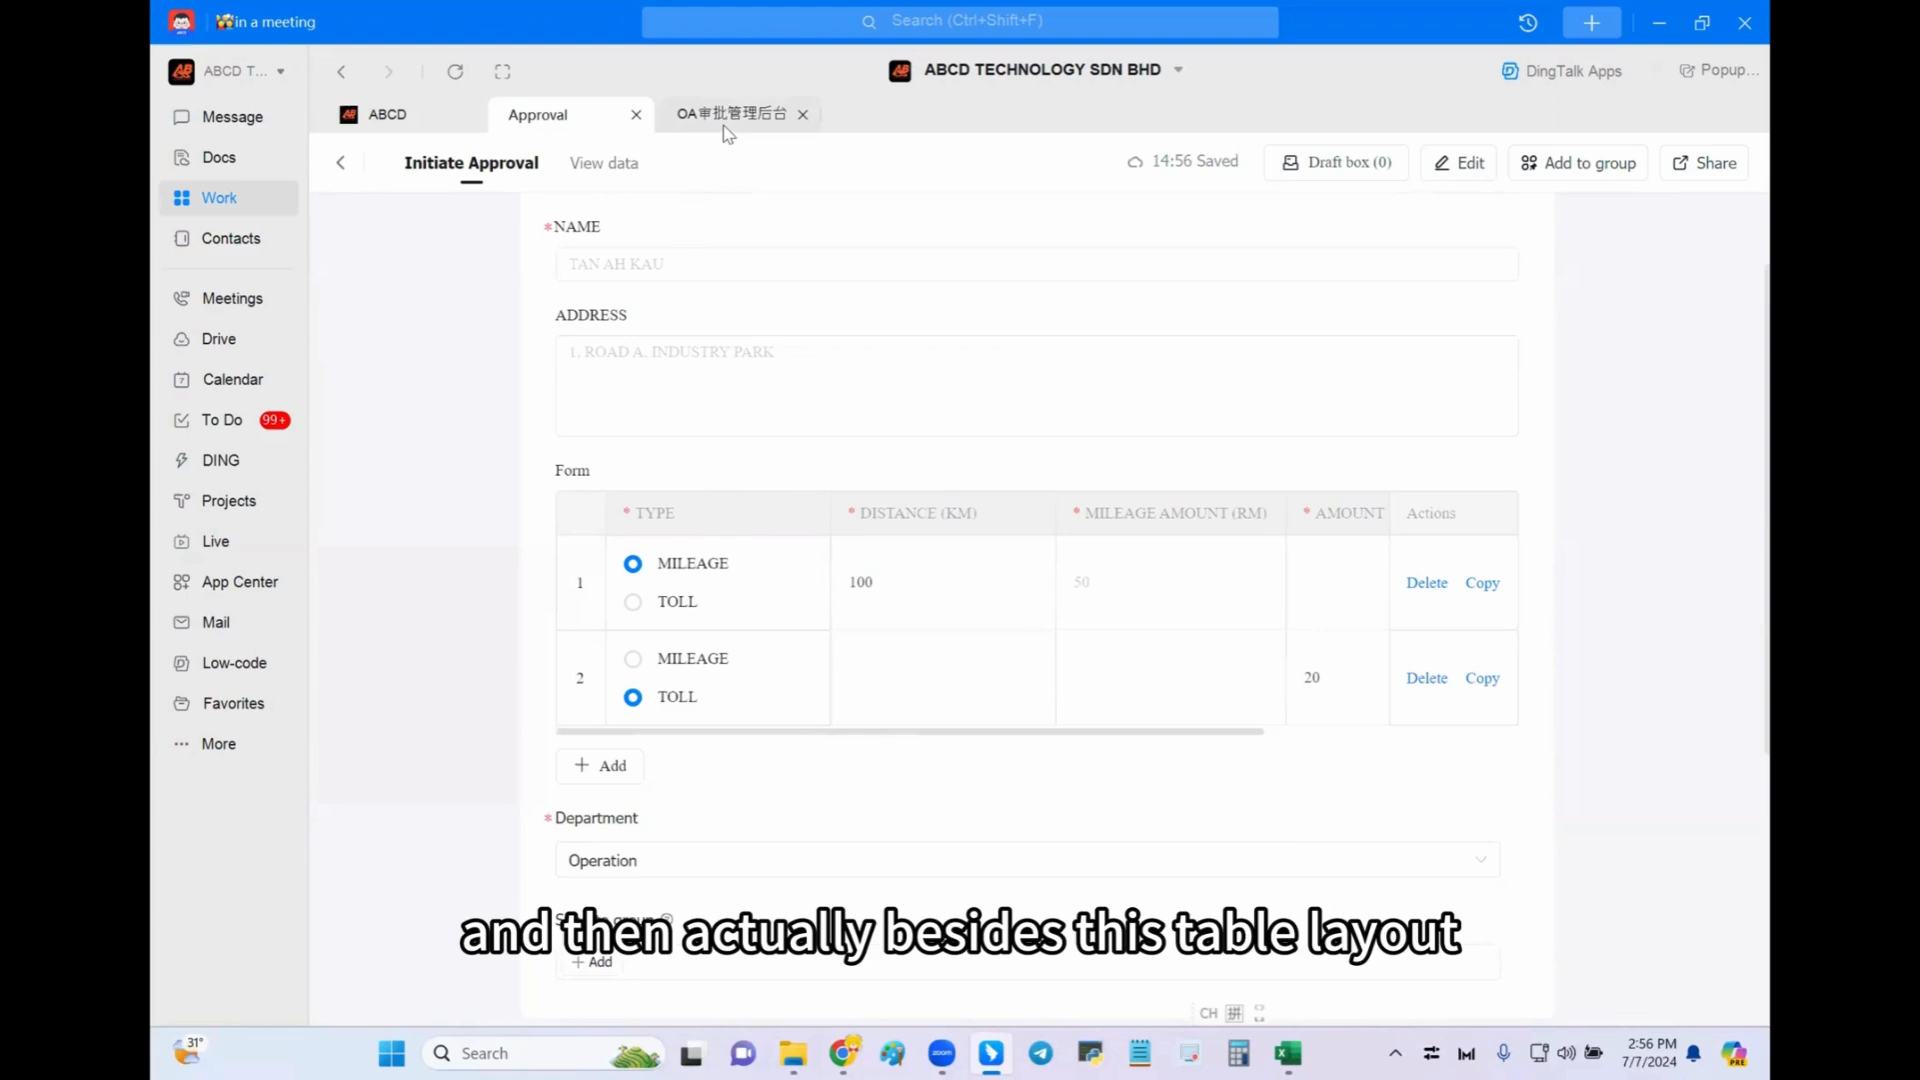 in a meeting
Search (Ctrl+Shift+F)
ABCD T...
ABCD TECHNOLOGY SDN BHD
DingTalk Apps
Popup...
Message
Docs
Work
Contacts
Meetings
Drive
Calendar
To Do 99+
DING
Projects
Live
App Center
Mail
Low-code
Favorites
More
ABCD
Approval
OA审批管理后台
Initiate Approval
View data
14:56 Saved
Draft box (0)
Edit
Add to group
Share
*NAME
TAN AH KAU
ADDRESS
1, ROAD A, INDUSTRY PARK
Form
* TYPE * DISTANCE (KM) * MILEAGE AMOUNT (RM) * AMOUNT Actions
MILEAGE
1 100 50 Delete Copy
TOLL
MILEAGE
2 20 Delete Copy
TOLL
Add
*Department
Operation
and then actually besides this table layout
Add
CH 拼
31°
Search
zoom
2:56 PM
7/7/2024
PRE